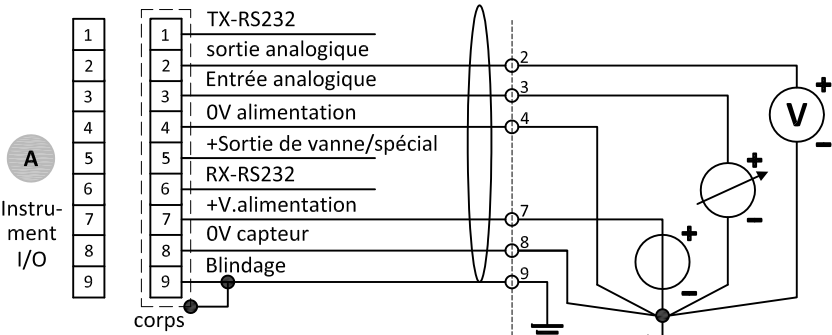 A
Instru-
ment
I/O
1
2
3
4
5
6
7
8
9
1
2
3
4
5
6
7
8
9
corps
TX-RS232
sortie analogique
Entrée analogique
0V alimentation
+Sortie de vanne/spécial
RX-RS232
+V.alimentation
0V capteur
Blindage
2
3
4
7
8
9
+
V
–
+
–
+
–